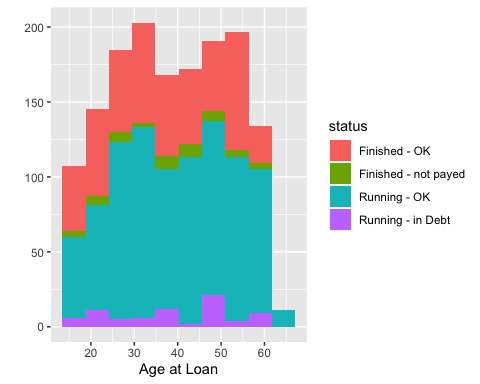 200
150
100
50
0
20 30 40 50 60
Age at Loan
status
Finished - OK
Finished - not payed
Running - OK
Running - in Debt